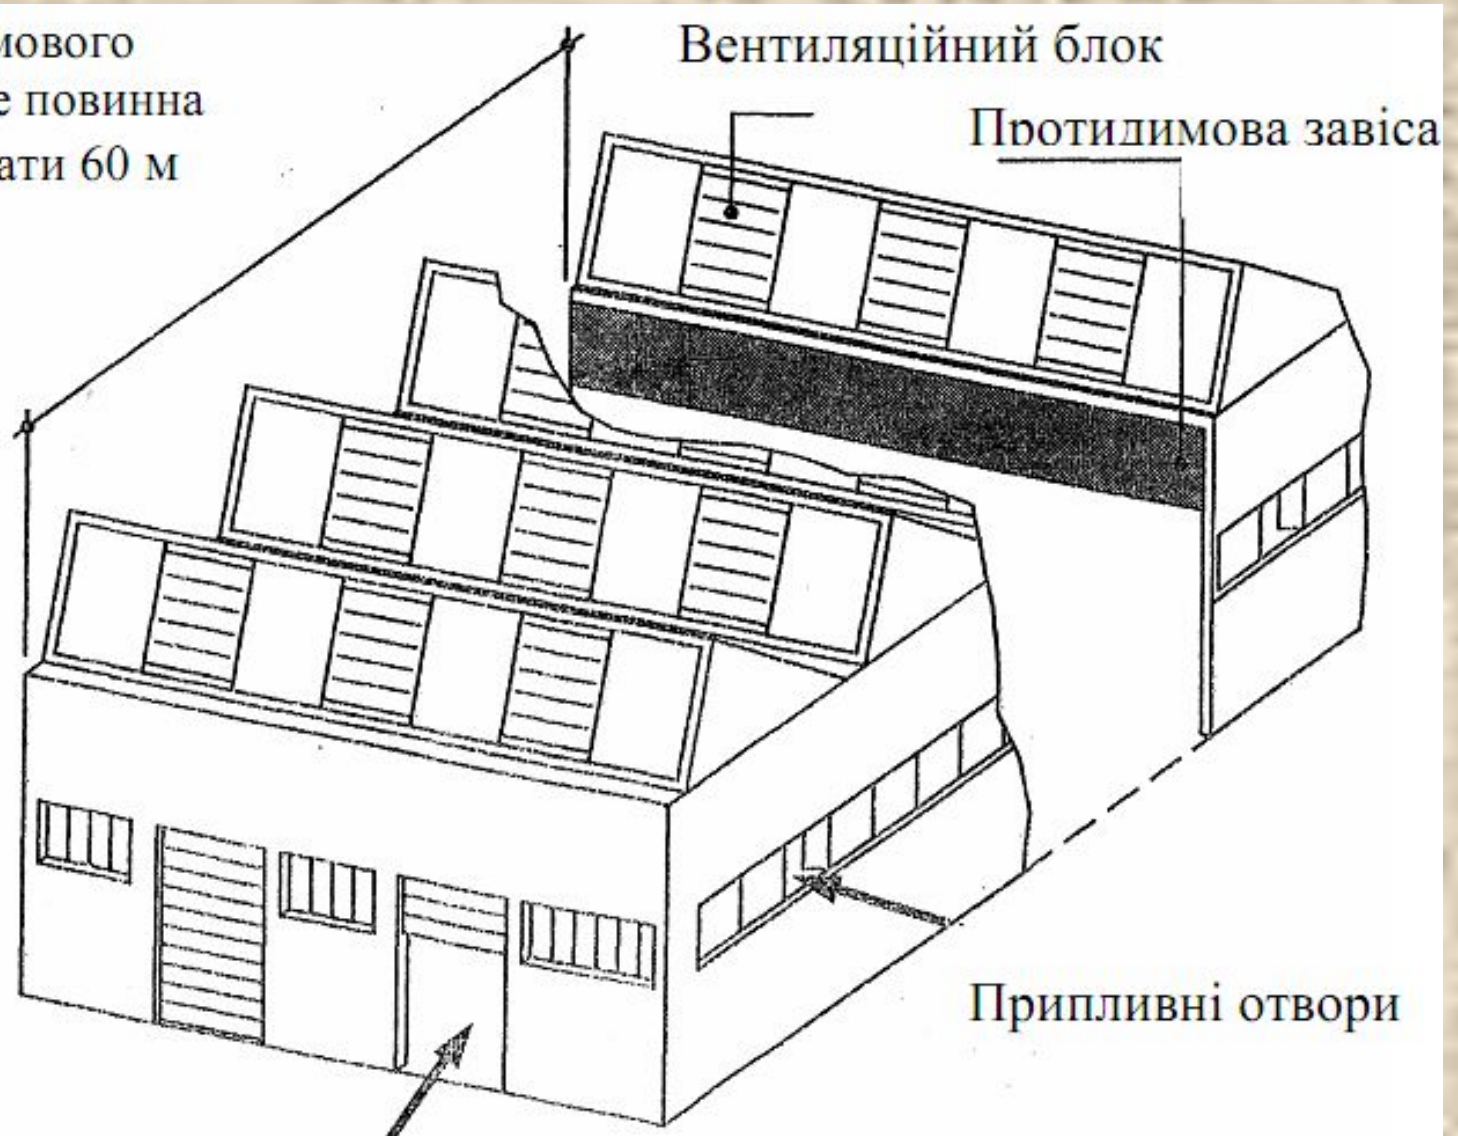 мового
е повинна
ати 60 м
Вентиляційний блок
Протидимова завіса
Припливні отвори